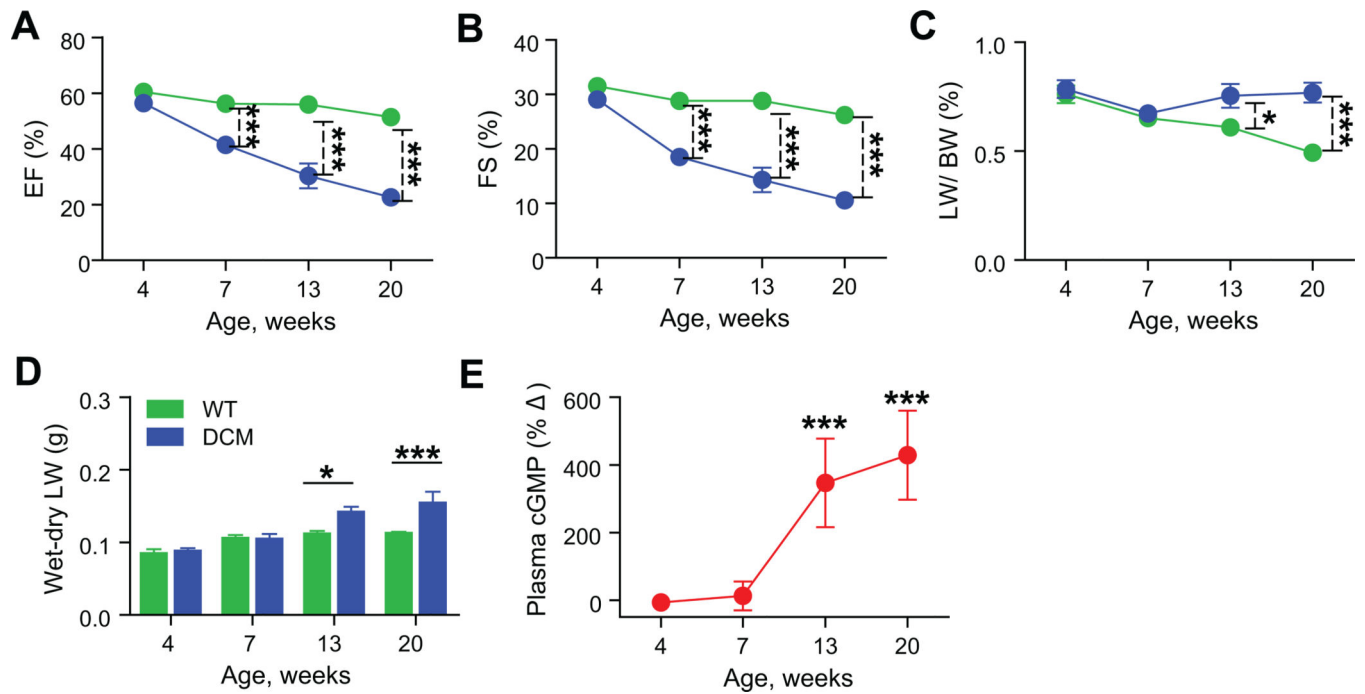 A
EF (%)
80
60
40
20
0
***
***
***
4 7 13 20
Age, weeks
B
FS (%)
40
30
20
10
0
***
***
***
4 7 13 20
Age, weeks
C
LW/ BW (%)
1.0
0.5
0.0
*
***
4 7 13 20
Age, weeks
D
Wet-dry LW (g)
0.3
0.2
0.1
0.0
WT
DCM
*
***
4 7 13 20
Age, weeks
E
Plasma cGMP (% Δ)
600
400
200
0
***
***
4 7 13 20
Age, weeks